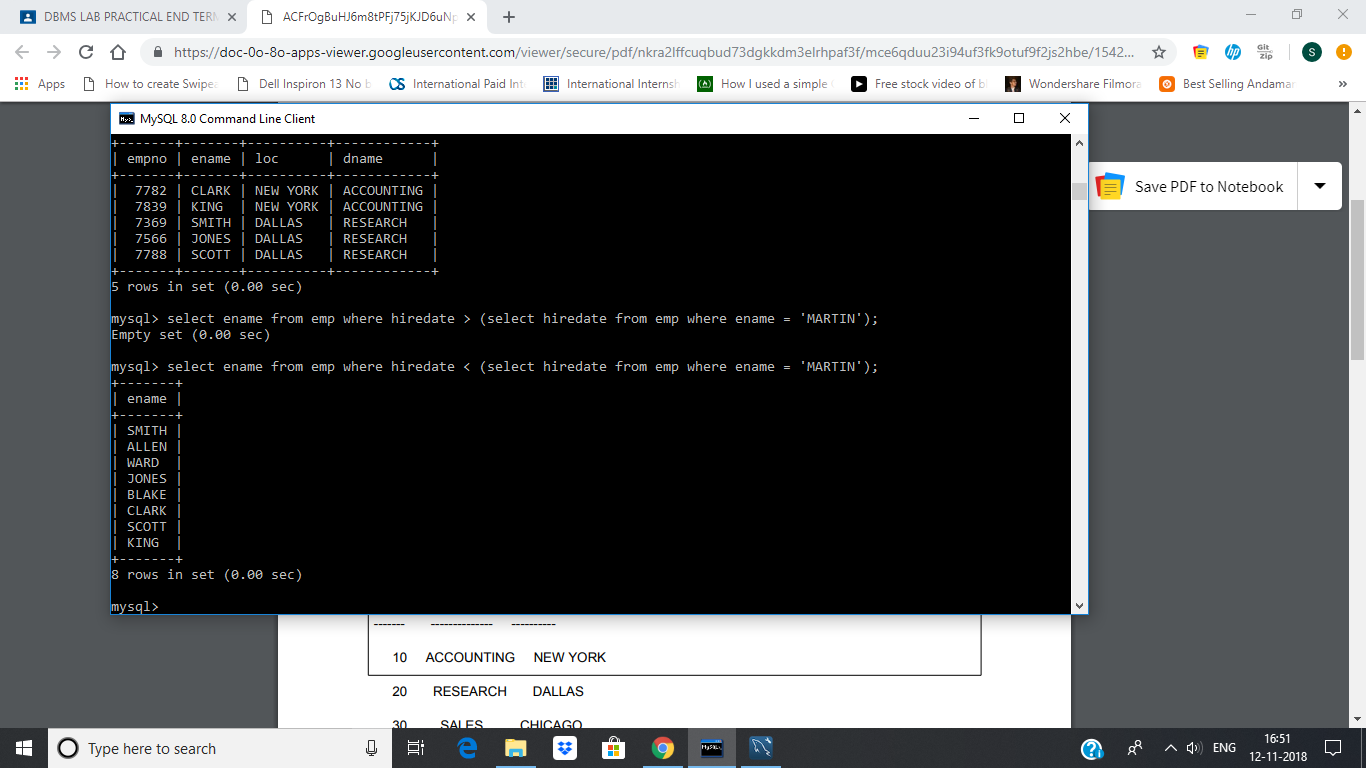 DBMS LAB PRACTICAL END TERM
ACFrOgBuHJ6m8tPFj75jKJD6uNp
https://doc-0o-8o-apps-viewer.googleusercontent.com/viewer/secure/pdf/nkra2lffcuqbud73dgkkdm3elrhpaf3f/mce6qduu23i94uf3fk9otuf9f2js2hbe/1542...
Git Zip
S
Apps
How to create Swipea
Dell Inspiron 13 No b
International Paid Int
International Internsh
How I used a simple
Free stock video of b
Wondershare Filmora
Best Selling Andaman
»
MySQL 8.0 Command Line Client
+-------+-------+----------+------------+
| empno | ename | loc      | dname      |
+-------+-------+----------+------------+
|  7782 | CLARK | NEW YORK | ACCOUNTING |
|  7839 | KING  | NEW YORK | ACCOUNTING |
|  7369 | SMITH | DALLAS   | RESEARCH   |
|  7566 | JONES | DALLAS   | RESEARCH   |
|  7788 | SCOTT | DALLAS   | RESEARCH   |
+-------+-------+----------+------------+
5 rows in set (0.00 sec)
mysql> select ename from emp where hiredate > (select hiredate from emp where ename = 'MARTIN');
Empty set (0.00 sec)
mysql> select ename from emp where hiredate < (select hiredate from emp where ename = 'MARTIN');
+-------+
| ename |
+-------+
| SMITH |
| ALLEN |
| WARD  |
| JONES |
| BLAKE |
| CLARK |
| SCOTT |
| KING  |
+-------+
8 rows in set (0.00 sec)
mysql>
Save PDF to Notebook
------- -------------- ----------
10 ACCOUNTING NEW YORK
20 RESEARCH DALLAS
30 SALES CHICAGO
Type here to search
ENG
16:51
12-11-2018